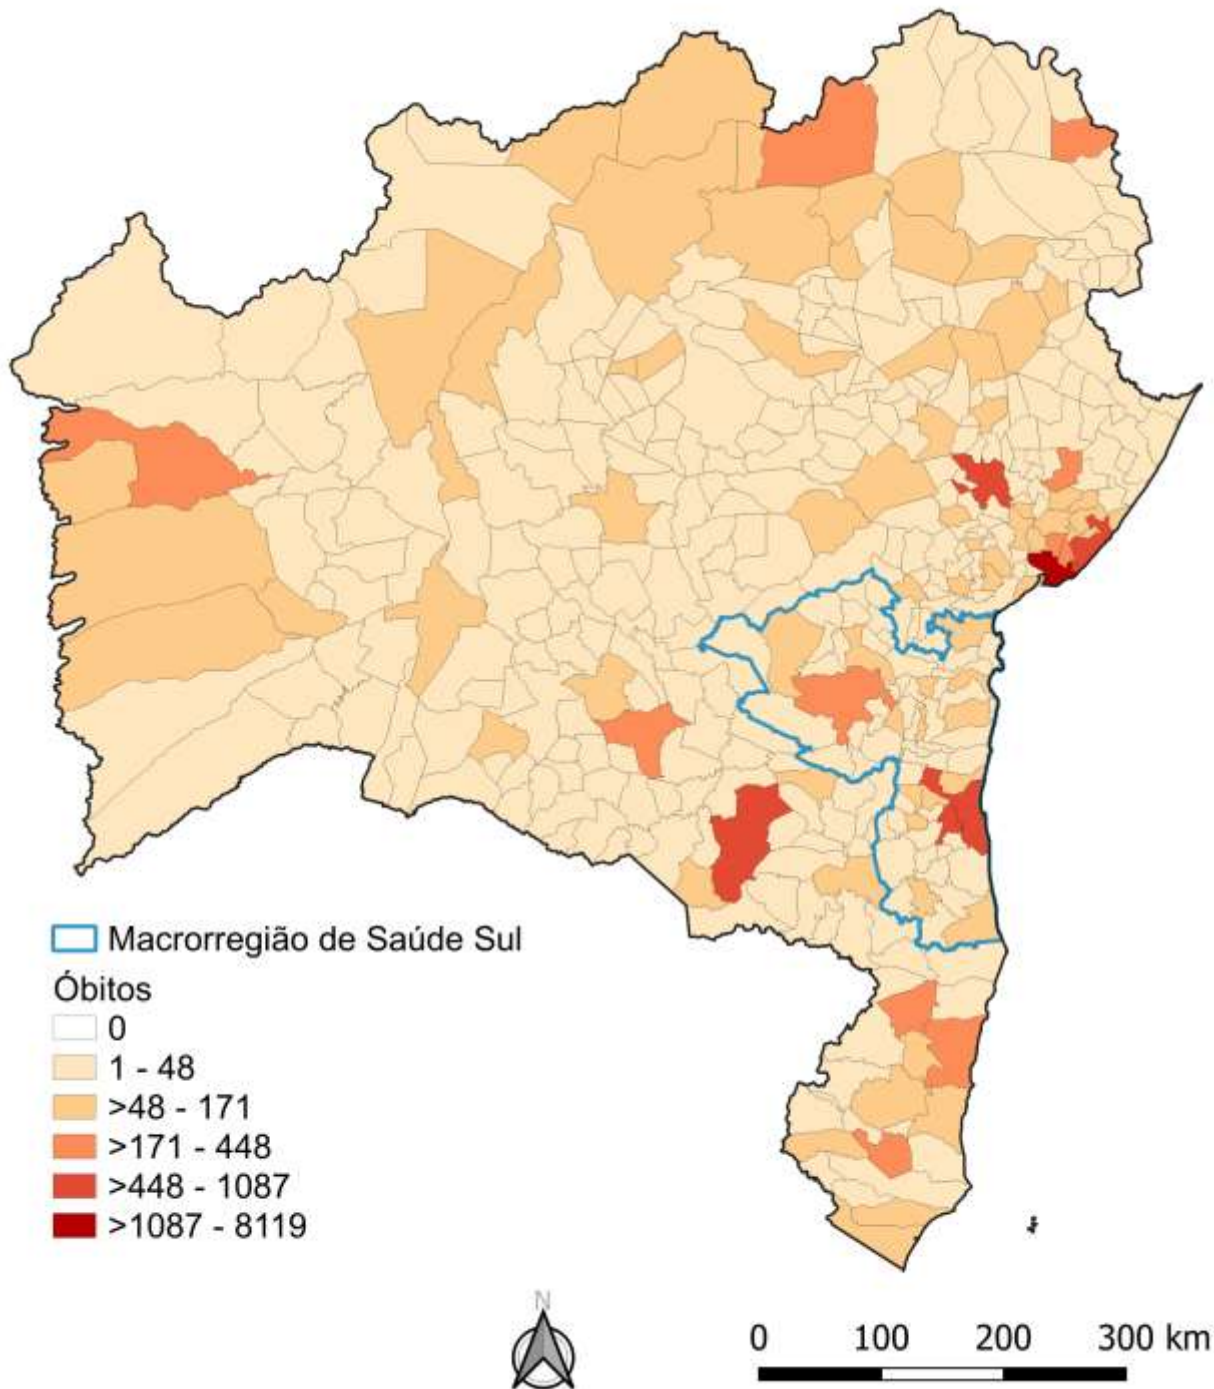 Macrorregião de Saúde Sul
Óbitos
0
1 - 48
>48 - 171
>171 - 448
>448 - 1087
>1087 - 8119
N
0 100 200 300 km